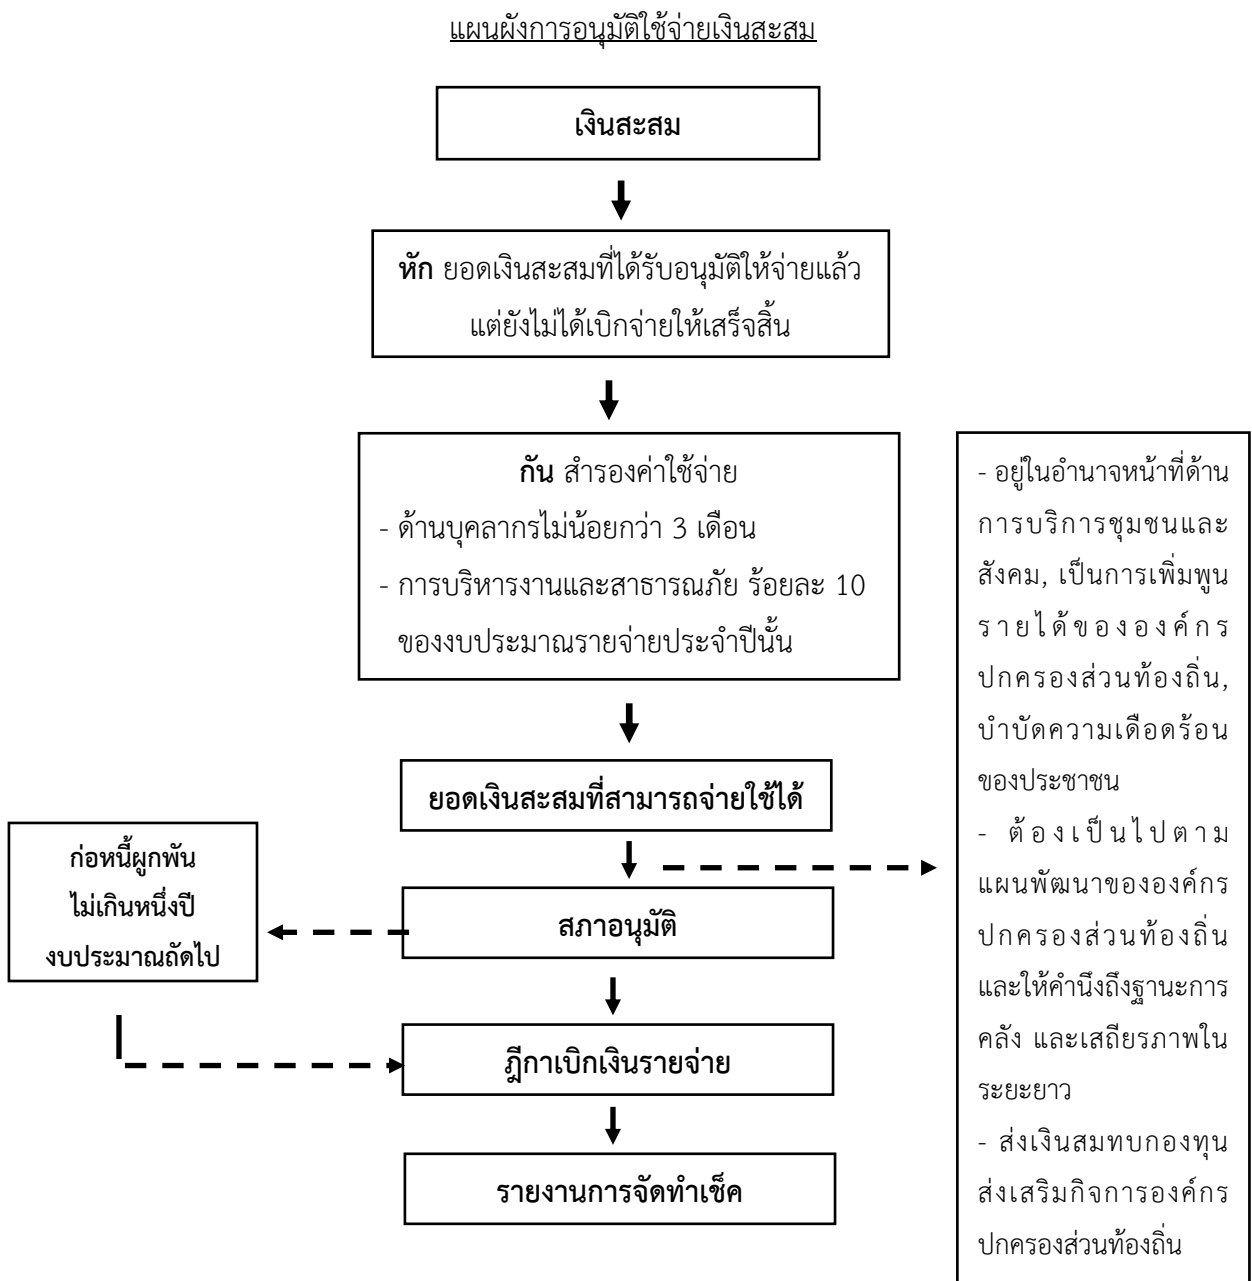 แผนผังการอนุมัติใช้จ่ายเงินสะสม
เงินสะสม
หัก ยอดเงินสะสมที่ได้รับอนุมัติให้จ่ายแล้ว
แต่ยังไม่ได้เบิกจ่ายให้เสร็จสิ้น
กัน สำรองค่าใช้จ่าย
- ด้านบุคลากรไม่น้อยกว่า 3 เดือน
- การบริหารงานและสาธารณภัย ร้อยละ 10
ของงบประมาณรายจ่ายประจำปีนั้น
ยอดเงินสะสมที่สามารถจ่ายใช้ได้
ก่อหนี้ผูกพัน
ไม่เกินหนึ่งปี
งบประมาณถัดไป
สภาอนุมัติ
ฎีกาเบิกเงินรายจ่าย
รายงานการจัดทำเช็ค
- อยู่ในอำนาจหน้าที่ด้าน
การบริการชุมชนและ
สังคม, เป็นการเพิ่มพูน
รายได้ขององค์กร
ปกครองส่วนท้องถิ่น,
บำบัดความเดือดร้อน
ของประชาชน
- ต้องเป็นไปตาม
แผนพัฒนาขององค์กร
ปกครองส่วนท้องถิ่น
และให้คำนึงถึงฐานะการ
คลัง และเสถียรภาพใน
ระยะยาว
- ส่งเงินสมทบกองทุน
ส่งเสริมกิจการองค์กร
ปกครองส่วนท้องถิ่น